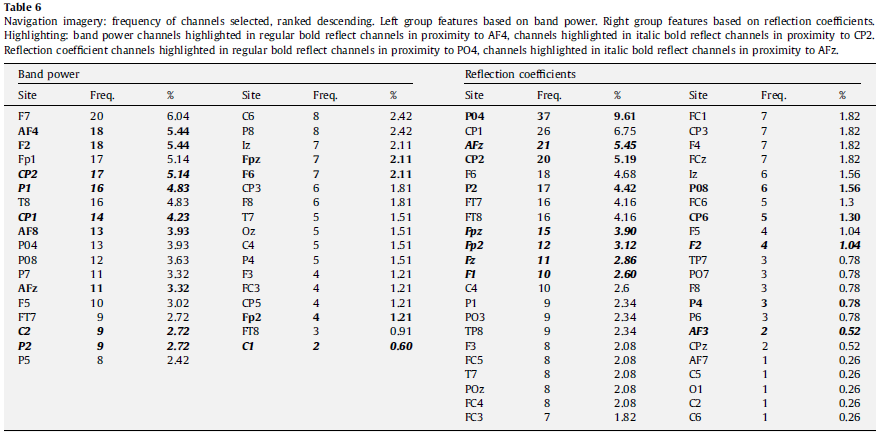 Table 6
Navigation imagery: frequency of channels selected, ranked descending. Left group features based on band power. Right group features based on reflection coefficients.
Highlighting: band power channels highlighted in regular bold reflect channels in proximity to AF4, channels highlighted in italic bold reflect channels in proximity to CP2.
Reflection coefficient channels highlighted in regular bold reflect channels in proximity to PO4, channels highlighted in italic bold reflect channels in proximity to AFz.
Band power Reflection coefficients
Site Freq. % Site Freq. % Site Freq. % Site Freq. %
F7 20 6.04 C6 8 2.42 P04 37 9.61 FC1 7 1.82
AF4 18 5.44 P8 8 2.42 CP1 26 6.75 CP3 7 1.82
F2 18 5.44 Iz 7 2.11 AFz 21 5.45 F4 7 1.82
Fp1 17 5.14 Fpz 7 2.11 CP2 20 5.19 FCz 7 1.82
CP2 17 5.14 F6 7 2.11 F6 18 4.68 Iz 6 1.56
P1 16 4.83 CP3 6 1.81 P2 17 4.42 P08 6 1.56
T8 16 4.83 F8 6 1.81 FT7 16 4.16 FC6 5 1.3
CP1 14 4.23 T7 5 1.51 FT8 16 4.16 CP6 5 1.30
AF8 13 3.93 Oz 5 1.51 Fpz 15 3.90 F5 4 1.04
P04 13 3.93 C4 5 1.51 Fp2 12 3.12 F2 4 1.04
P08 12 3.63 P4 5 1.51 Fz 11 2.86 TP7 3 0.78
P7 11 3.32 F3 4 1.21 F1 10 2.60 PO7 3 0.78
AFz 11 3.32 FC3 4 1.21 C4 10 2.6 F8 3 0.78
F5 10 3.02 CP5 4 1.21 P1 9 2.34 P4 3 0.78
FT7 9 2.72 Fp2 4 1.21 PO3 9 2.34 P6 3 0.78
C2 9 2.72 FT8 3 0.91 TP8 9 2.34 AF3 2 0.52
P2 9 2.72 C1 2 0.60 F3 8 2.08 CPz 2 0.52
P5 8 2.42 FC5 8 2.08 AF7 1 0.26
T7 8 2.08 C5 1 0.26
POz 8 2.08 O1 1 0.26
FC4 8 2.08 C2 1 0.26
FC3 7 1.82 C6 1 0.26